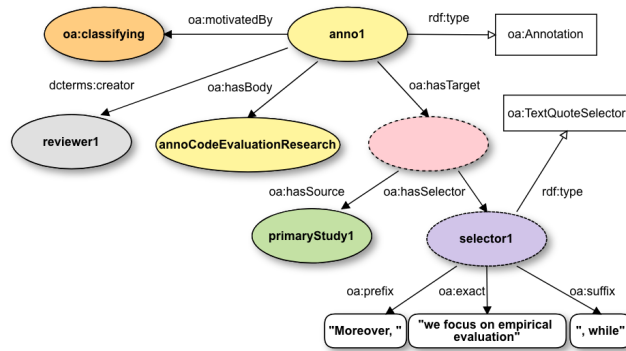 oa:motivatedBy
rdf:type
oa:classifying
anno1
oa:Annotation
dcterms:creator
oa:hasBody
oa:hasTarget
oa:TextQuoteSelector
reviewer1
annoCodeEvaluationResearch
oa:hasSource
oa:hasSelector
rdf:type
primaryStudy1
selector1
oa:prefix
oa:exact
oa:suffix
"Moreover, "
"we focus on empirical
evaluation"
", while"